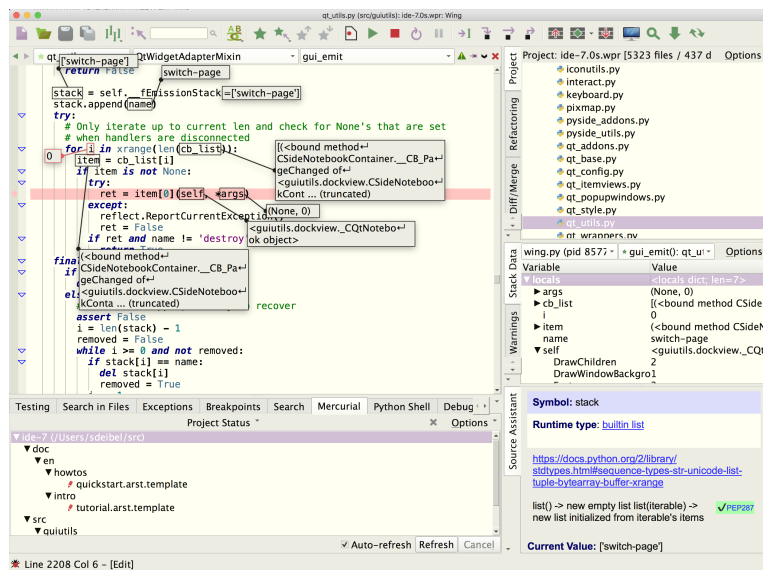 qt_utils.py (src/guiutils): ide-7.0s.wpr: Wing
['switch-page']
QtWidgetAdapterMixin
gui_emit
return False
switch-page
stack = self.__fEmissionStack
=['switch-page']
stack.append(name)
try:
# Only iterate up to current len and check for None's that are set
# when handlers are disconnected
for i in xrange(len(cb_list)):
0
item = cb_list[i]
[(<bound method↵
CSideNotebookContainer.__CB_Pa↵
geChanged of↵
<guiutils.dockview.CSideNoteboo↵
kCont ... (truncated)
if item is not None:
try:
ret = item[0](self, *args)
except:
(None, 0)
reflect.ReportCurrentException()
ret = False
<guiutils.dockview._CQtNotebo↵
ok object>
if ret and name != 'destroy
return True
(<bound method↵
CSideNotebookContainer.__CB_Pa↵
geChanged of↵
<guiutils.dockview.CSideNoteboo↵
kConta ... (truncated)
recover
assert False
i = len(stack) - 1
removed = False
while i >= 0 and not removed:
if stack[i] == name:
del stack[i]
removed = True
Testing Search in Files Exceptions Breakpoints Search Mercurial Python Shell Debug
Project Status Options
ide-7 (/Users/sdeibel/src)
doc
en
howtos
quickstart.arst.template
intro
tutorial.arst.template
src
guiutils
Auto-refresh Refresh Cancel
Line 2208 Col 6 - [Edit]
Project
Refactoring
Diff/Merge
Project: ide-7.0s.wpr [5323 files / 437 d Options
iconutils.py
interact.py
keyboard.py
pixmap.py
pyside_addons.py
pyside_utils.py
qt_addons.py
qt_base.py
qt_config.py
qt_itemviews.py
qt_popupwindows.py
qt_style.py
qt_utils.py
qt_wrappers.py
Stack Data
Warnings
wing.py (pid 8577 gui_emit(): qt_u Options
Variable Value
locals <locals dict; len=7>
args (None, 0)
cb_list [(<bound method CSide
i 0
item (<bound method CSideN
name switch-page
self <guiutils.dockview._CQt
DrawChildren 2
DrawWindowBackgro 1
Source Assistant
Symbol: stack
Runtime type: builtin list
https://docs.python.org/2/library/
stdtypes.html#sequence-types-str-unicode-list-
tuple-bytearray-buffer-xrange
list() -> new empty list list(iterable) ->
new list initialized from iterable's items
✓PEP287
Current Value: ['switch-page']